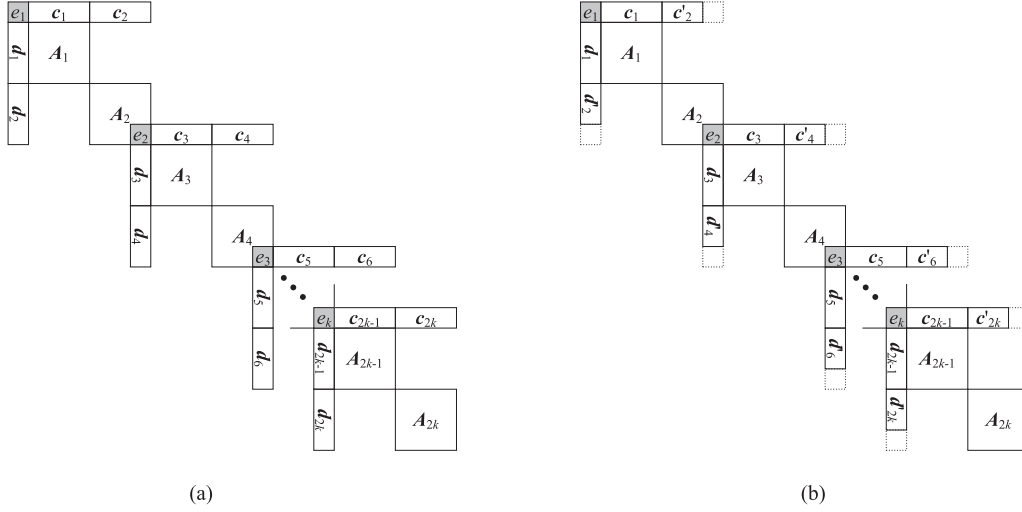 e1 c1 c2
d1 A1
d2 A2
e2 c3 c4
d3 A3
d4 A4
e3 c5 c6
d5
ek c2k-1 c2k
d6 d2k-1 A2k-1
d2k A2k
(a)
e1 c1 c'2
d1 A1
d'2 A2
e2 c3 c'4
d3 A3
d'4 A4
e3 c5 c'6
d5
ek c2k-1 c'2k
d'6 d2k-1 A2k-1
d'2k A2k
(b)